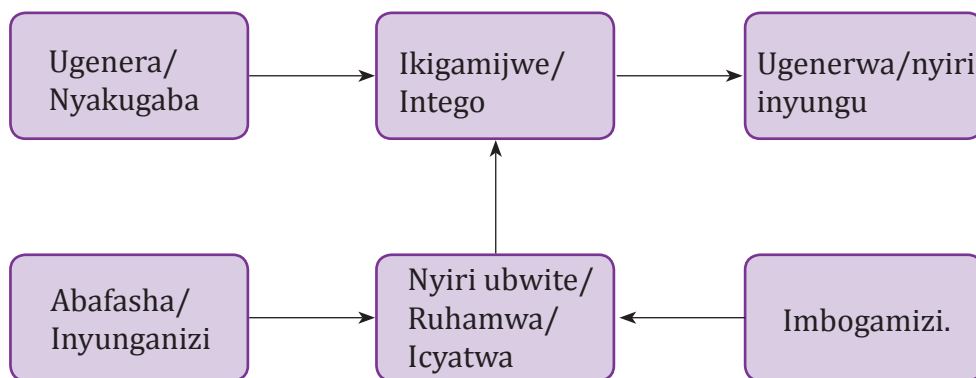 Ugenera/
Nyakugaba
Ikigamijwe/
Intego
Ugenerwa/nyiri
inyungu
Abafasha/
Inyunganizi
Nyiri ubwite/
Ruhamwa/
Icyatwa
Imbogamizi.